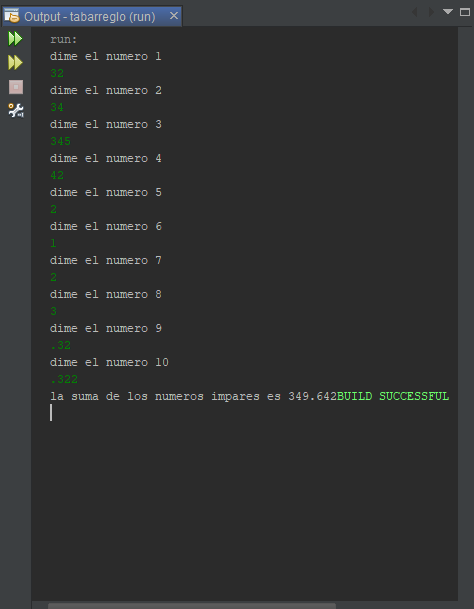 Output - tabarreglo (run)
run:
dime el numero 1
32
dime el numero 2
34
dime el numero 3
345
dime el numero 4
42
dime el numero 5
2
dime el numero 6
1
dime el numero 7
2
dime el numero 8
3
dime el numero 9
.32
dime el numero 10
.322
la suma de los numeros impares es 349.642BUILD SUCCESSFUL